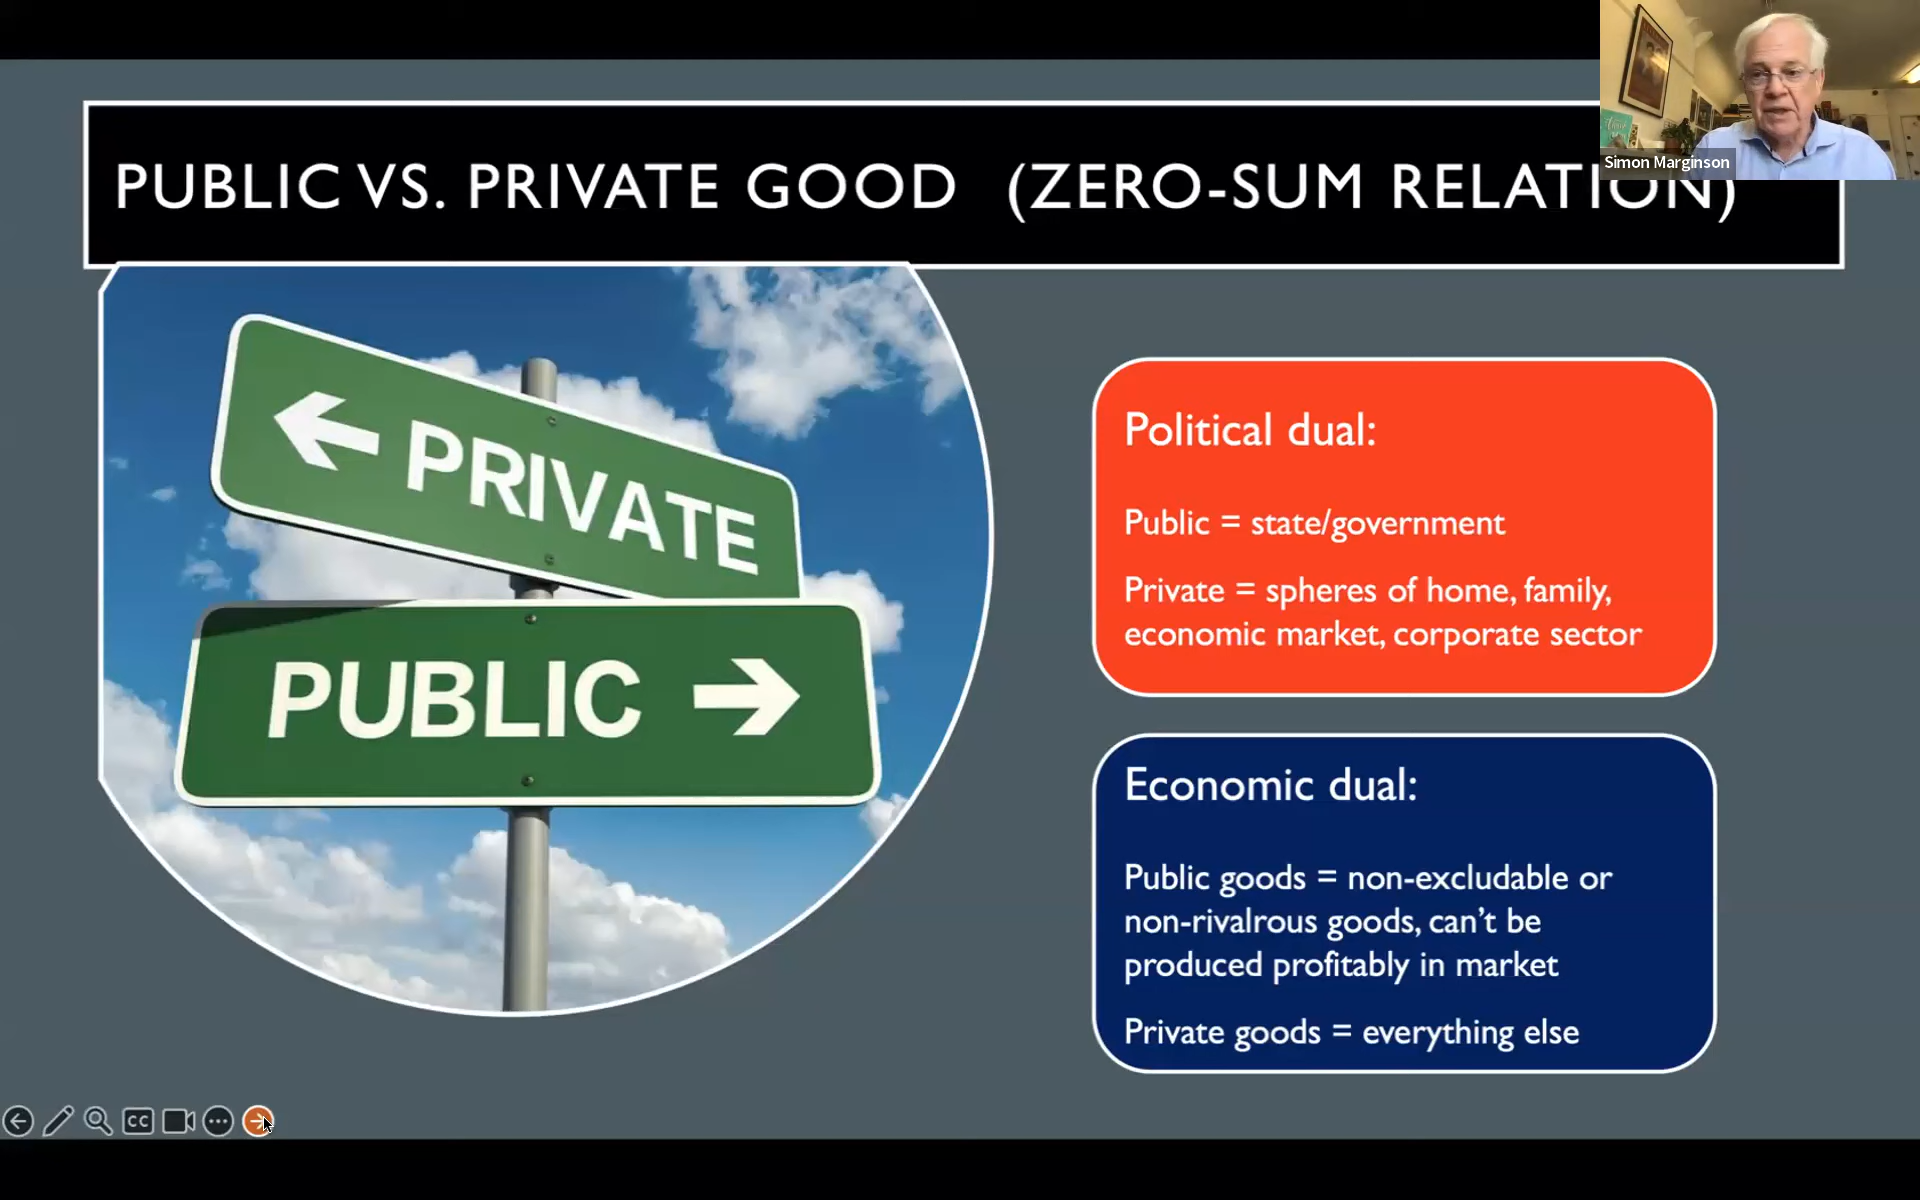 Simon Marginson
PUBLIC VS. PRIVATE GOOD (ZERO-SUM RELATION)
PRIVATE
PUBLIC
Political dual:
Public = state/government
Private = spheres of home, family,
economic market, corporate sector
Economic dual:
Public goods = non-excludable or
non-rivalrous goods, can't be
produced profitably in market
Private goods = everything else
CC